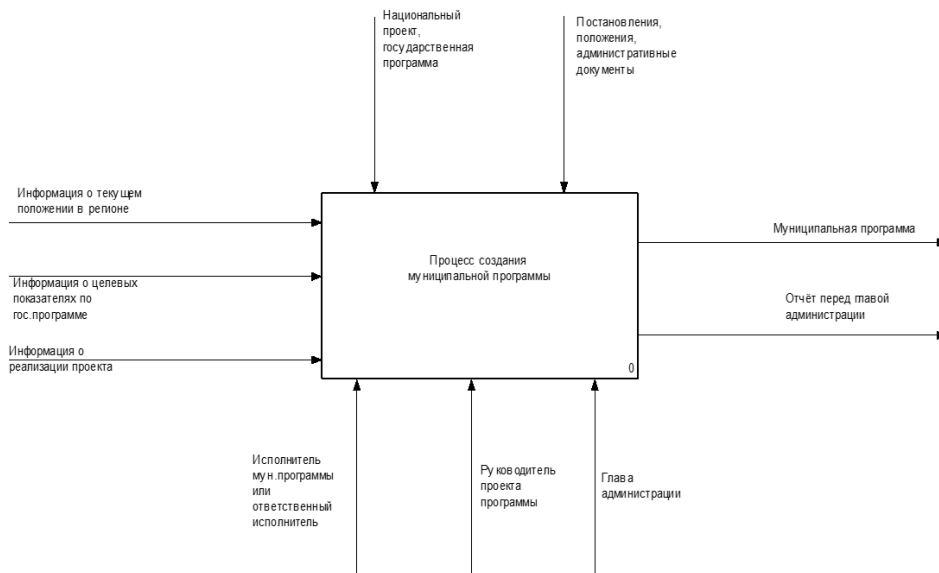 Национальный
проект,
государственная
программа
Постановления,
положения,
административные
документы
Информация о текущем
положении в регионе
Информация о целевых
показателях по
гос.программе
Информация о
реализации проекта
Процесс создания
муниципальной программы
0
Муниципальная программа
Отчёт перед главой
администрации
Исполнитель
мун.программы
или
ответственный
исполнитель
Руководитель
проекта
программы
Глава
администрации